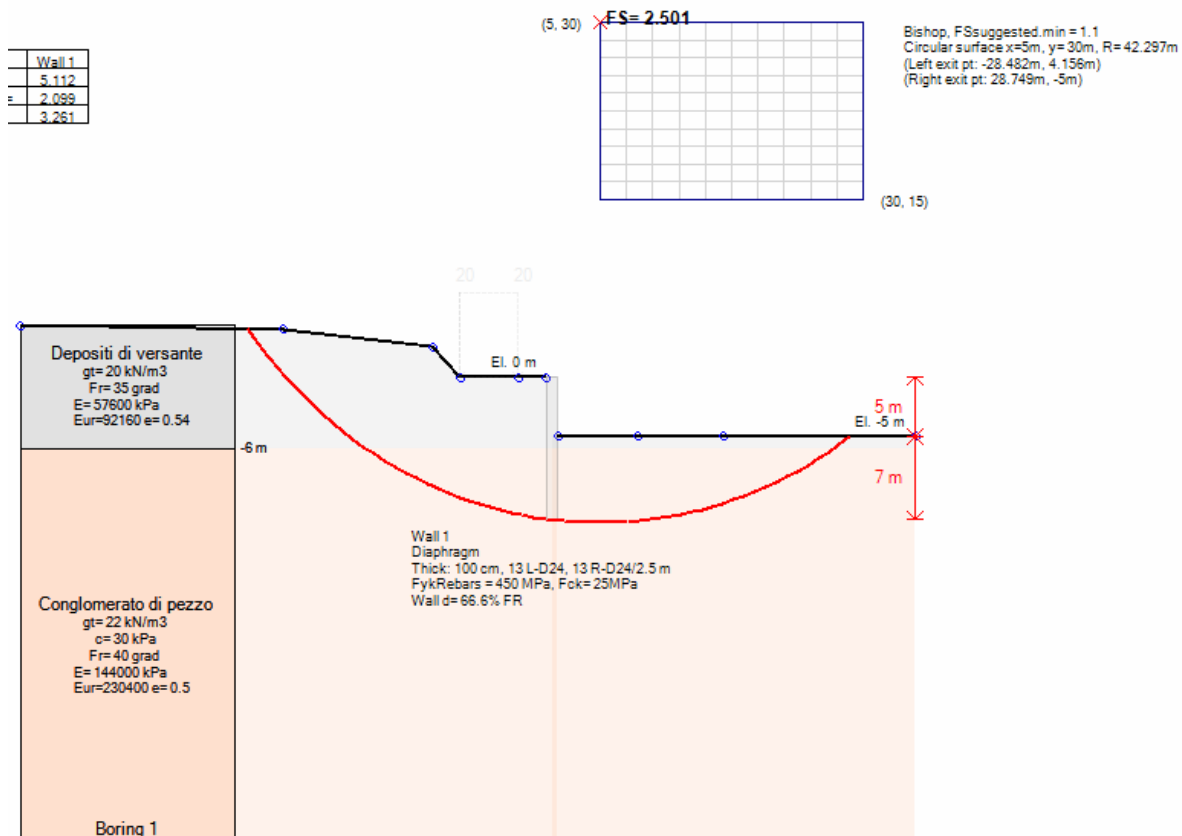 (5, 30)
FS= 2.501
Bishop, FSsuggested.min = 1.1
Circular surface x=5m, y= 30m, R= 42.297m
(Left exit pt: -28.482m, 4.156m)
(Right exit pt: 28.749m, -5m)
Wall 1
5.112
= 2.099
3.261
(30, 15)
20 20
Depositi di versante
gt= 20 kN/m3
Fr= 35 grad
E= 57600 kPa
Eur=92160 e= 0.54
El. 0 m
5 m
El. -5 m
-6 m
7 m
Wall 1
Diaphragm
Thick: 100 cm, 13 L-D24, 13 R-D24/2.5 m
FykRebars = 450 MPa, Fck= 25MPa
Wall d= 66.6% FR
Conglomerato di pezzo
gt= 22 kN/m3
c= 30 kPa
Fr= 40 grad
E= 144000 kPa
Eur=230400 e= 0.5
Boring 1